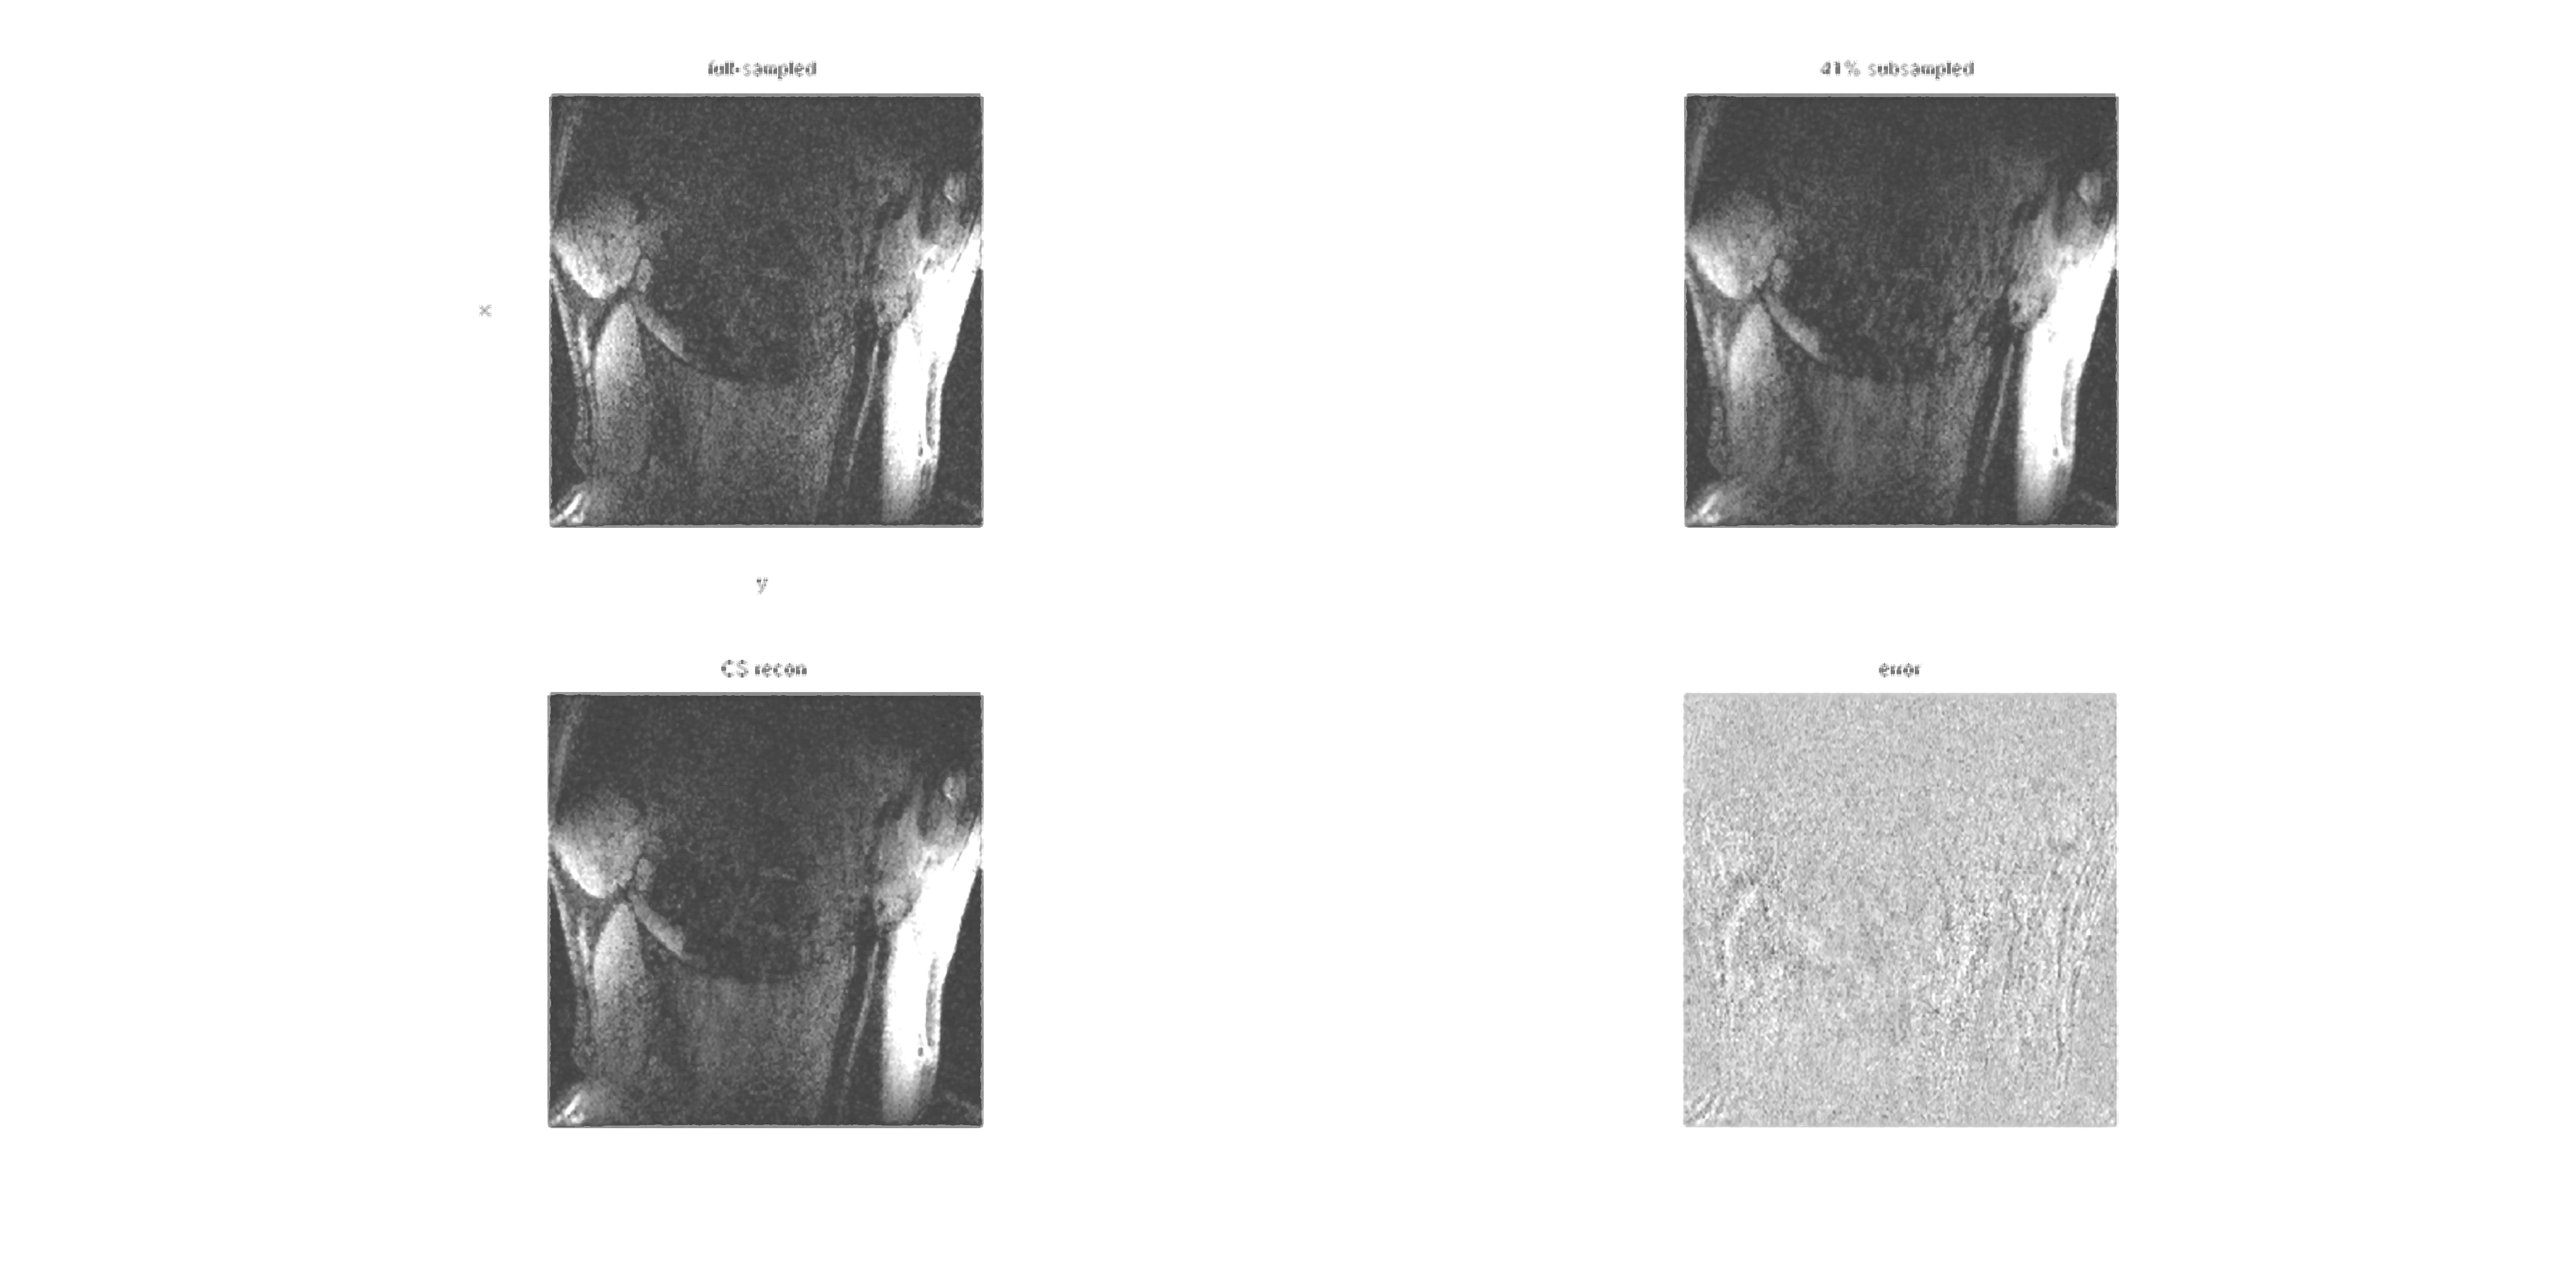 full-sampled
41% subsampled
x
y
CS recon
error